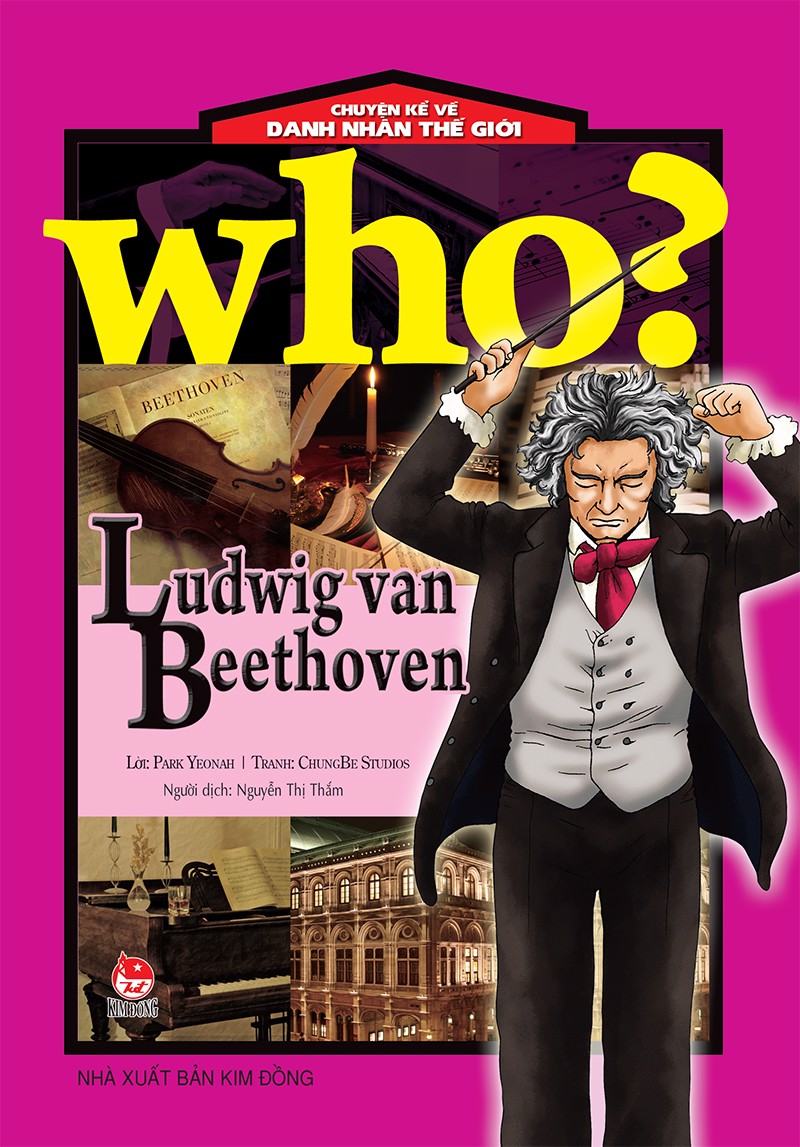 CHUYỆN KỂ VỀ
DANH NHÂN THẾ GIỚI
who?
BEETHOVEN
SONATEN
Ludwig van
Beethoven
Lời: PARK YEONAH | TRANH: CHUNGBE STUDIOS
Người dịch: Nguyễn Thị Thắm
KIM ĐỒNG
NHÀ XUẤT BẢN KIM ĐỒNG